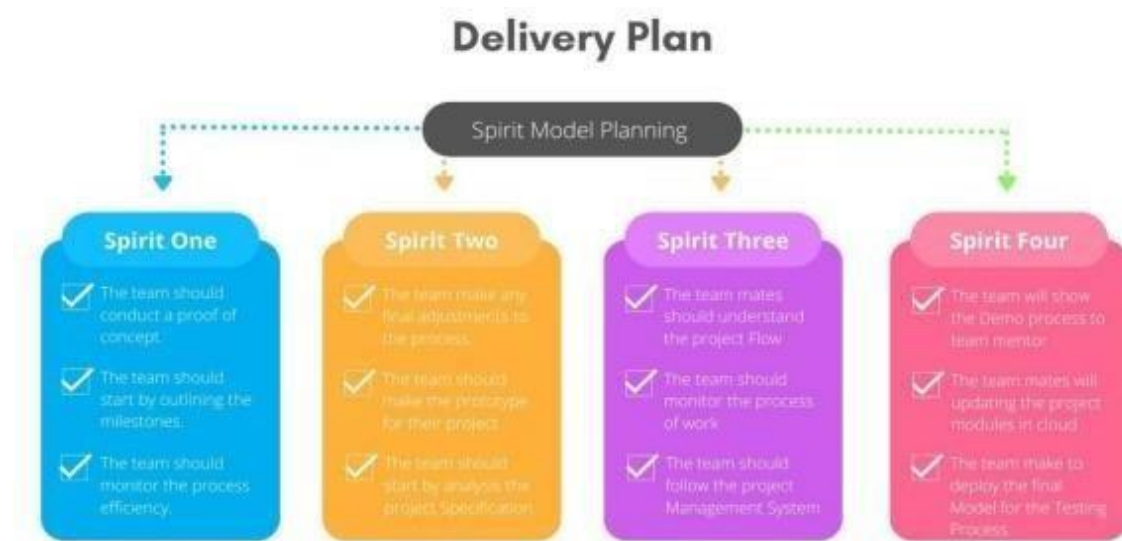 Delivery Plan
Spirit Model Planning
Spirit One
The team should
conduct a proof of
concept.
The team should
start by outlining the
milestones.
The team should
monitor the process
efficiency.
Spirit Two
The team make any
final adjustments to
the process.
The team should
make the prototype
for their project
The team should
start by analysis the
project Specification
Spirit Three
The team mates
should understand
the project Flow
The team should
monitor the process
of work
The team should
follow the project
Management System
Spirit Four
The team will show
the Demo process to
team mentor
The team mates will
updating the project
modules in cloud
The team make to
deploy the final
Model for the Testing
Process